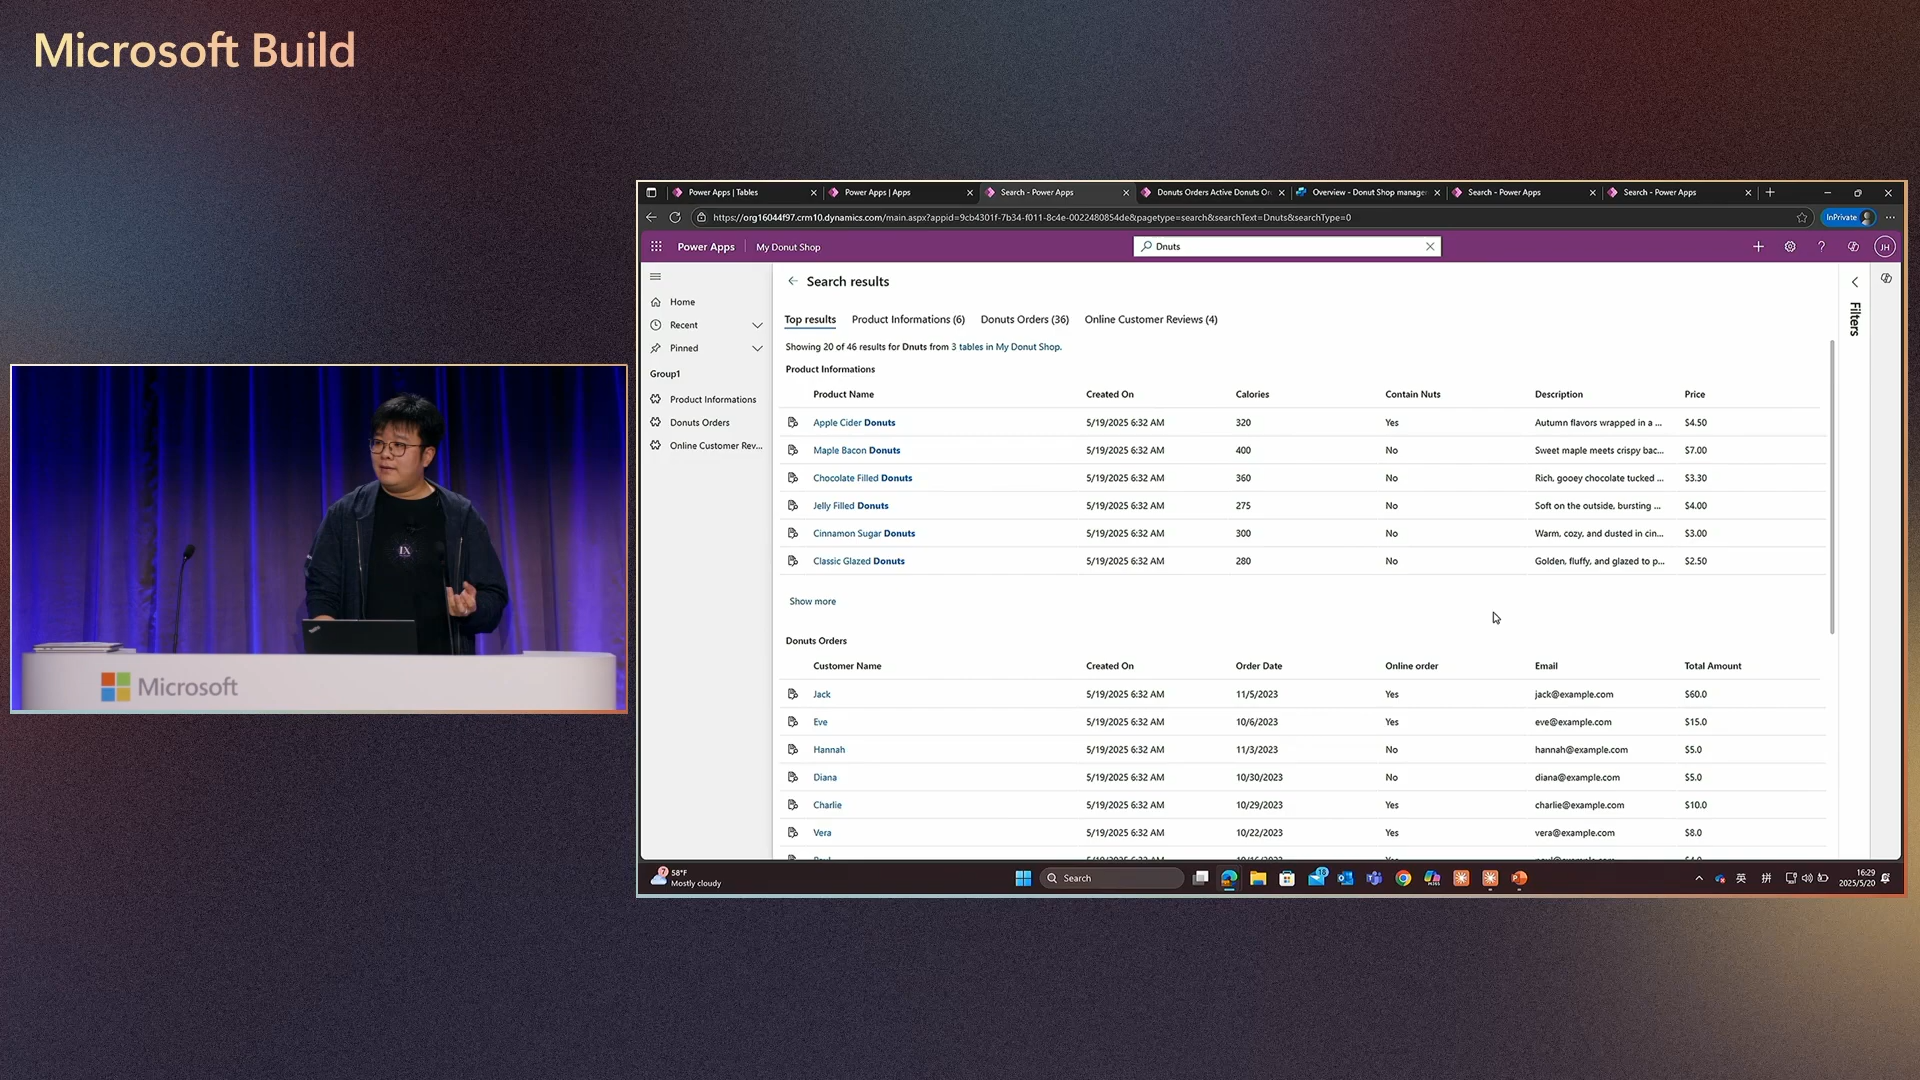 Microsoft Build
Power Apps | Tables
Power Apps | Apps
Search - Power Apps
Donuts Orders Active Donuts Or
Overview - Donut Shop manager
Search - Power Apps
Search - Power Apps
https://org16044f97.crm10.dynamics.com/main.aspx?appid=9cb4301f-7b34-f011-8c4e-0022480854de&pagetype=search&searchText=Dnuts&searchType=0
InPrivate
Power Apps
My Donut Shop
Dnuts
JH
Home
Recent
Pinned
Group1
Product Informations
Donuts Orders
Online Customer Rev...
Search results
Filters
Top results Product Informations (6) Donuts Orders (36) Online Customer Reviews (4)
Showing 20 of 46 results for Dnuts from 3 tables in My Donut Shop.
Product Informations
Product Name Created On Calories Contain Nuts Description Price
Apple Cider Donuts 5/19/2025 6:32 AM 320 Yes Autumn flavors wrapped in a ... $4.50
Maple Bacon Donuts 5/19/2025 6:32 AM 400 No Sweet maple meets crispy bac... $7.00
Chocolate Filled Donuts 5/19/2025 6:32 AM 360 No Rich, gooey chocolate tucked ... $3.30
Jelly Filled Donuts 5/19/2025 6:32 AM 275 No Soft on the outside, bursting ... $4.00
Cinnamon Sugar Donuts 5/19/2025 6:32 AM 300 No Warm, cozy, and dusted in cin... $3.00
Classic Glazed Donuts 5/19/2025 6:32 AM 280 No Golden, fluffy, and glazed to p... $2.50
Show more
Donuts Orders
Customer Name Created On Order Date Online order Email Total Amount
Jack 5/19/2025 6:32 AM 11/5/2023 Yes jack@example.com $60.0
Eve 5/19/2025 6:32 AM 10/6/2023 Yes eve@example.com $15.0
Hannah 5/19/2025 6:32 AM 11/3/2023 No hannah@example.com $5.0
Diana 5/19/2025 6:32 AM 10/30/2023 No diana@example.com $5.0
Charlie 5/19/2025 6:32 AM 10/29/2023 Yes charlie@example.com $10.0
Vera 5/19/2025 6:32 AM 10/22/2023 Yes vera@example.com $8.0
58°F
Mostly cloudy
Search
18
英
拼
16:29
2025/5/20
IX
Microsoft